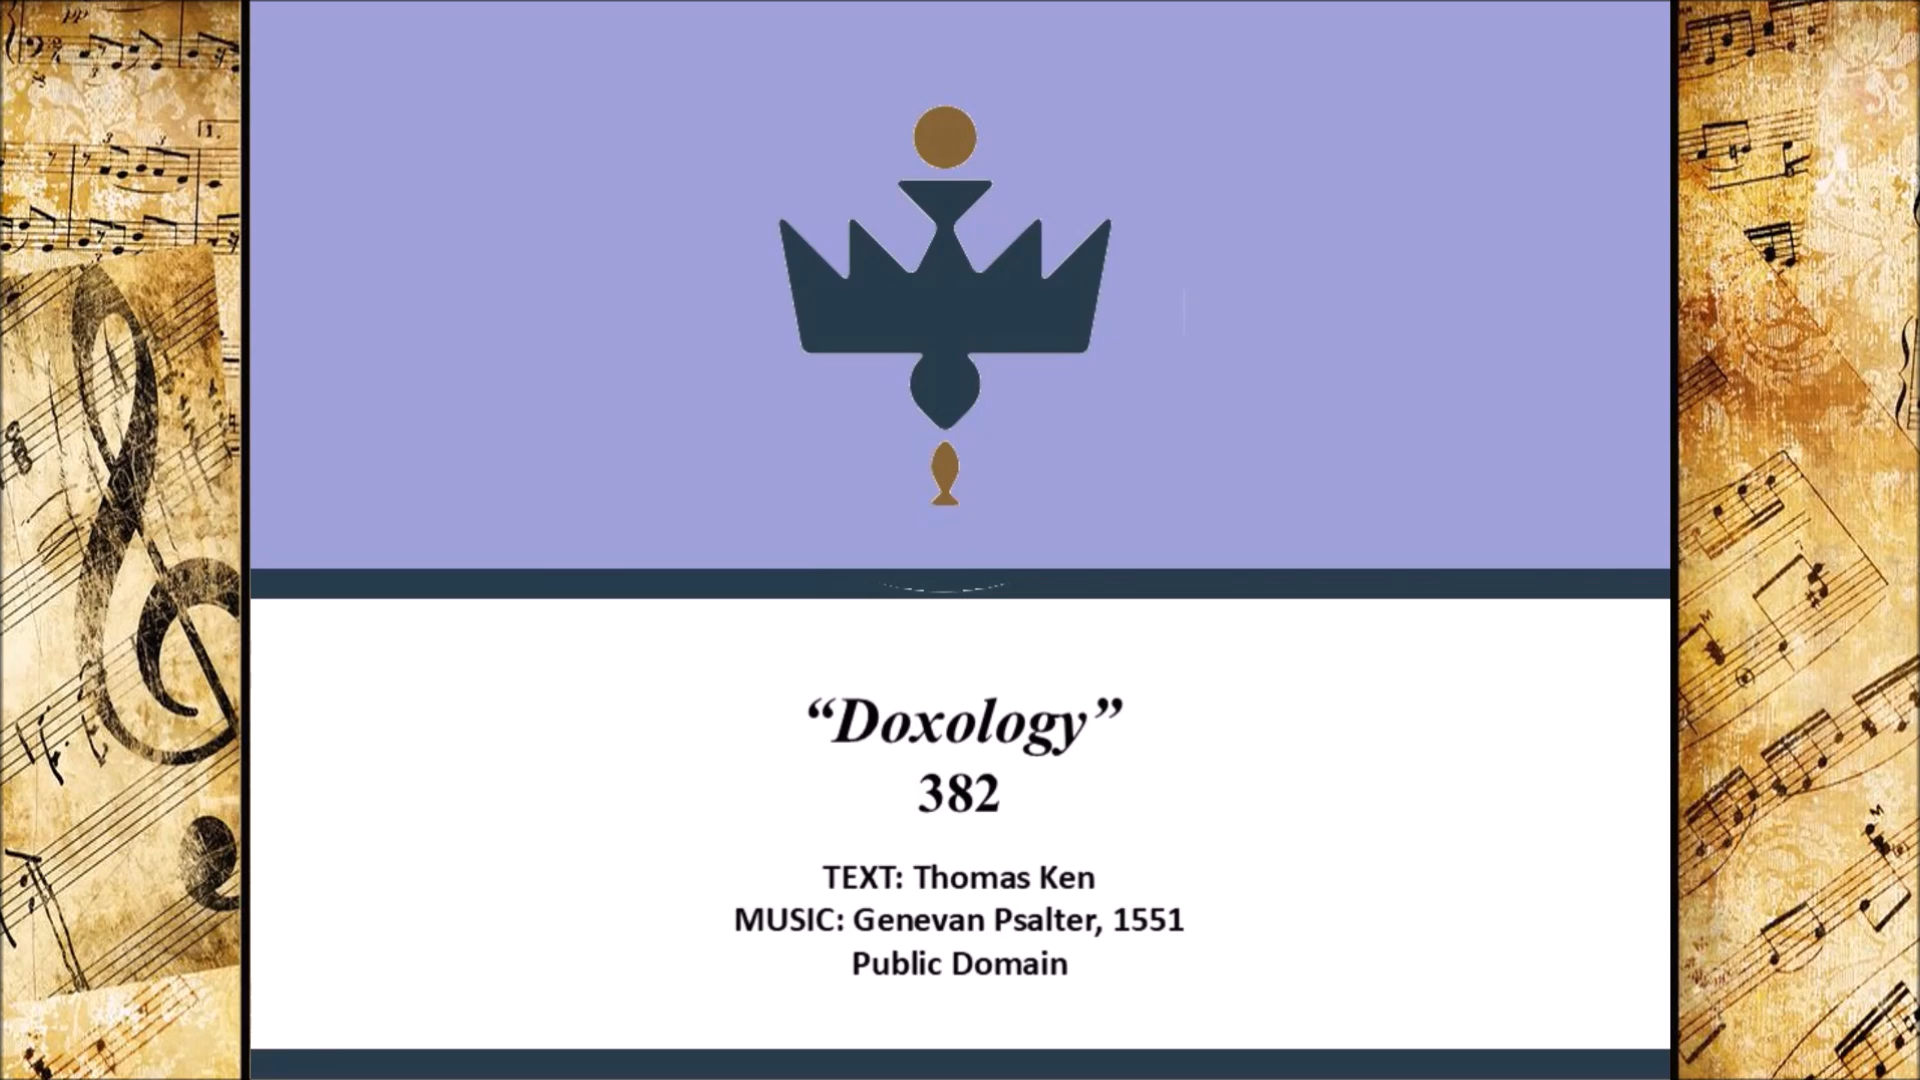 “Doxology”
382
TEXT: Thomas Ken
MUSIC: Genevan Psalter, 1551
Public Domain